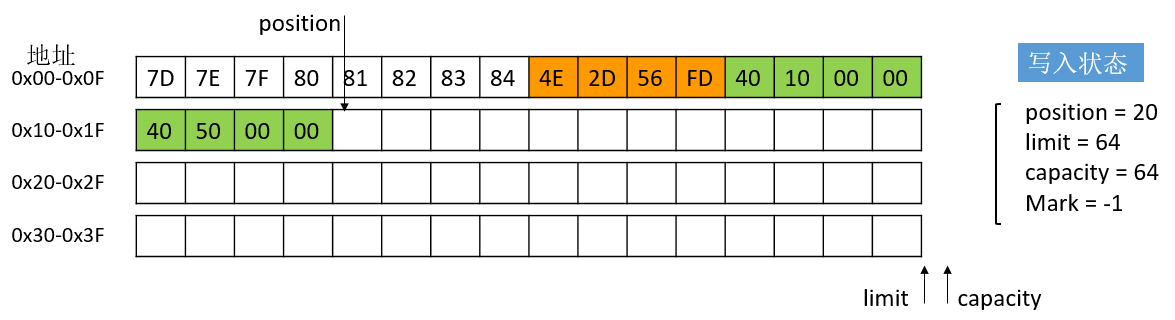 position
地址
写入状态
0x00-0x0F 7D 7E 7F 80 81 82 83 84 4E 2D 56 FD 40 10 00 00
position = 20
0x10-0x1F 40 50 00 00
limit = 64
capacity = 64
0x20-0x2F
Mark = -1
0x30-0x3F
limit capacity